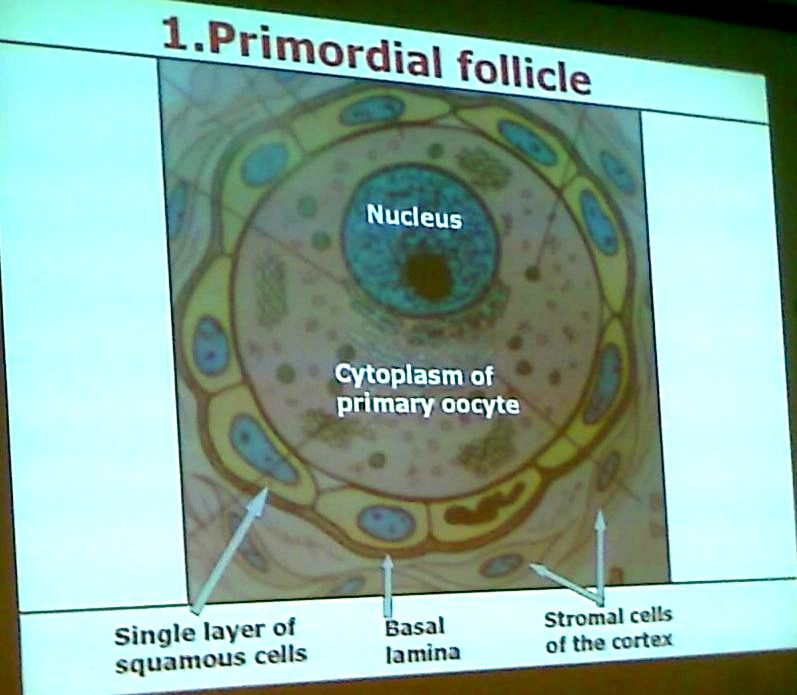 1.Primordial follicle
Nucleus
Cytoplasm of
primary oocyte
Single layer of
squamous cells
Basal
lamina
Stromal cells
of the cortex